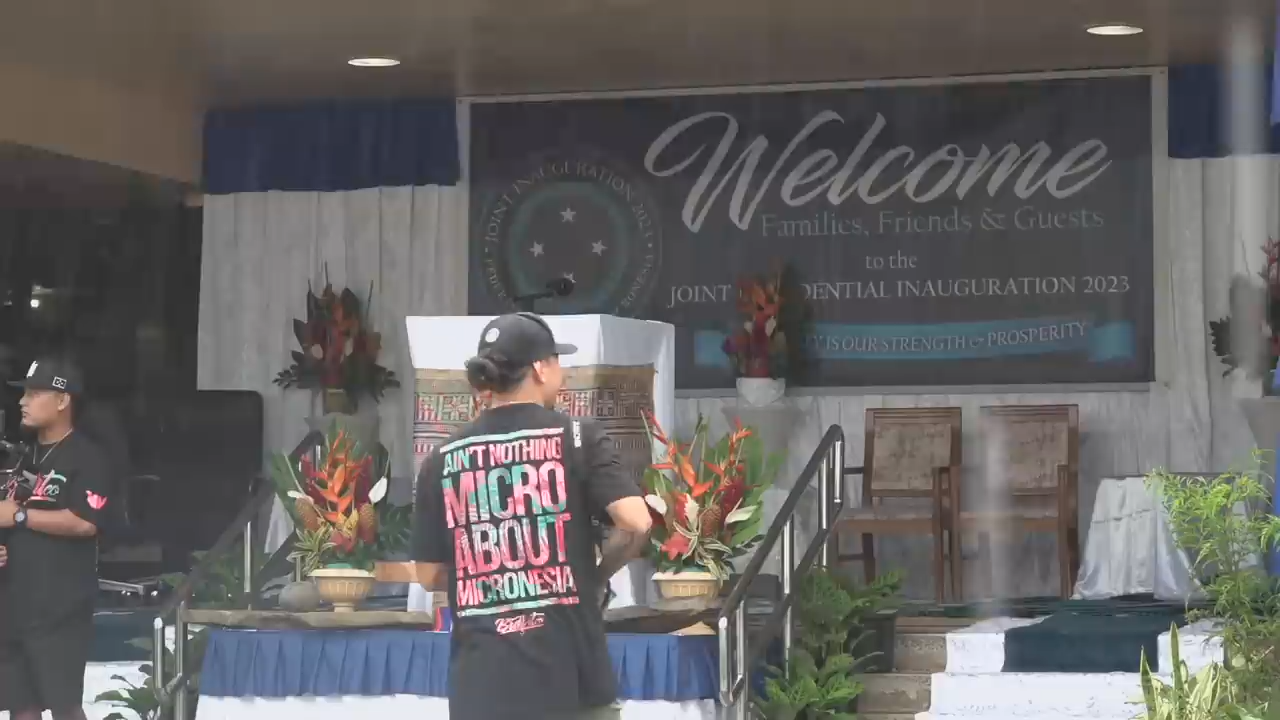 Welcome
Families, Friends & Guests
to the
JOINT DENTIAL INAUGURATION 2023
IS OUR STRENGTH & PROSPERITY
JOINT INAUGURATION 2023
AIN'T NOTHING
MICRO
ABOUT
MICRONESIA